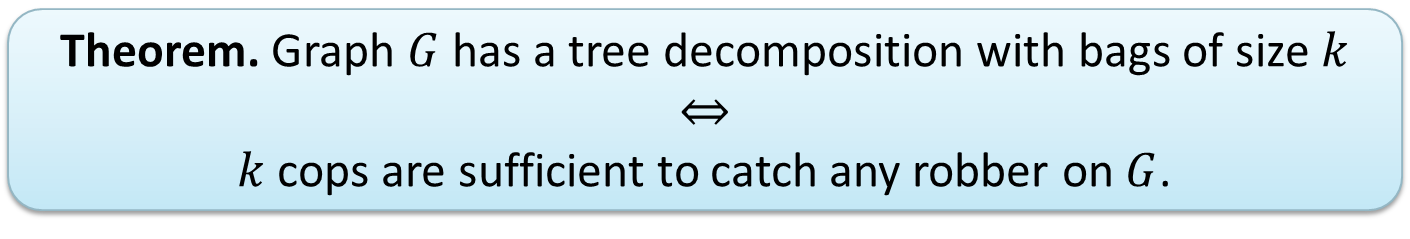 Theorem. Graph G has a tree decomposition with bags of size k
⇔
k cops are sufficient to catch any robber on G.